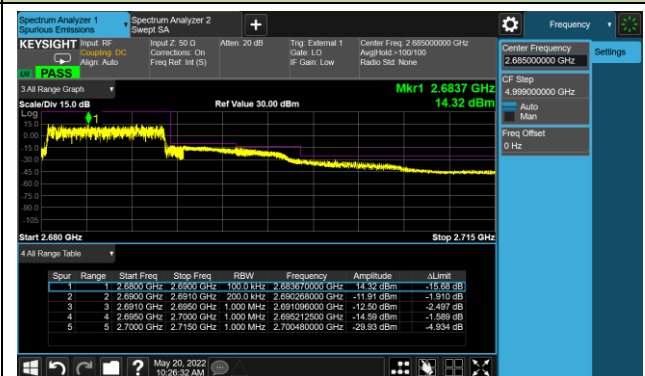 Spectrum Analyzer 1
Spurious Emissions
Spectrum Analyzer 2
Swept SA
Frequency
KEYSIGHT
Input: RF
Coupling: DC
Align: Auto
Input Z: 50 Ω
Corrections: On
Freq Ref: Int (S)
Atten: 20 dB
Trig: External 1
Gate: LO
IF Gain: Low
Center Freq: 2.685000000 GHz
Avg|Hold:>100/100
Radio Std: None
PASS
Center Frequency
2.685000000 GHz
Settings
CF Step
4.999000000 GHz
Auto
Man
Freq Offset
0 Hz
3 All Range Graph
Mkr1 2.6837 GHz
Scale/Div 15.0 dB
Ref Value 30.00 dBm
14.32 dBm
Log
1
15.0
0.00
-15.0
-30.0
-45.0
-60.0
-75.0
-90.0
-105
Start 2.680 GHz
Stop 2.715 GHz
4 All Range Table
Spur Range Start Freq Stop Freq RBW Frequency Amplitude ΔLimit
1 1 2.6800 GHz 2.6900 GHz 100.0 kHz 2.683670000 GHz 14.32 dBm -15.68 dB
2 2 2.6900 GHz 2.6910 GHz 200.0 kHz 2.690268000 GHz -11.91 dBm -1.910 dB
3 3 2.6910 GHz 2.6950 GHz 1.000 MHz 2.691096000 GHz -12.50 dBm -2.497 dB
4 4 2.6950 GHz 2.7000 GHz 1.000 MHz 2.695212500 GHz -14.59 dBm -1.589 dB
5 5 2.7000 GHz 2.7150 GHz 1.000 MHz 2.700480000 GHz -29.93 dBm -4.934 dB
May 20, 2022
10:26:32 AM